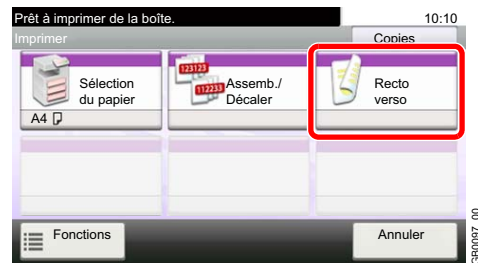 Prêt à imprimer de la boîte.
10:10
Imprimer
Copies
123123
112233
Sélection
du papier
Assemb./
Décaler
Recto
verso
A4
Fonctions
Annuler
GB0097_00